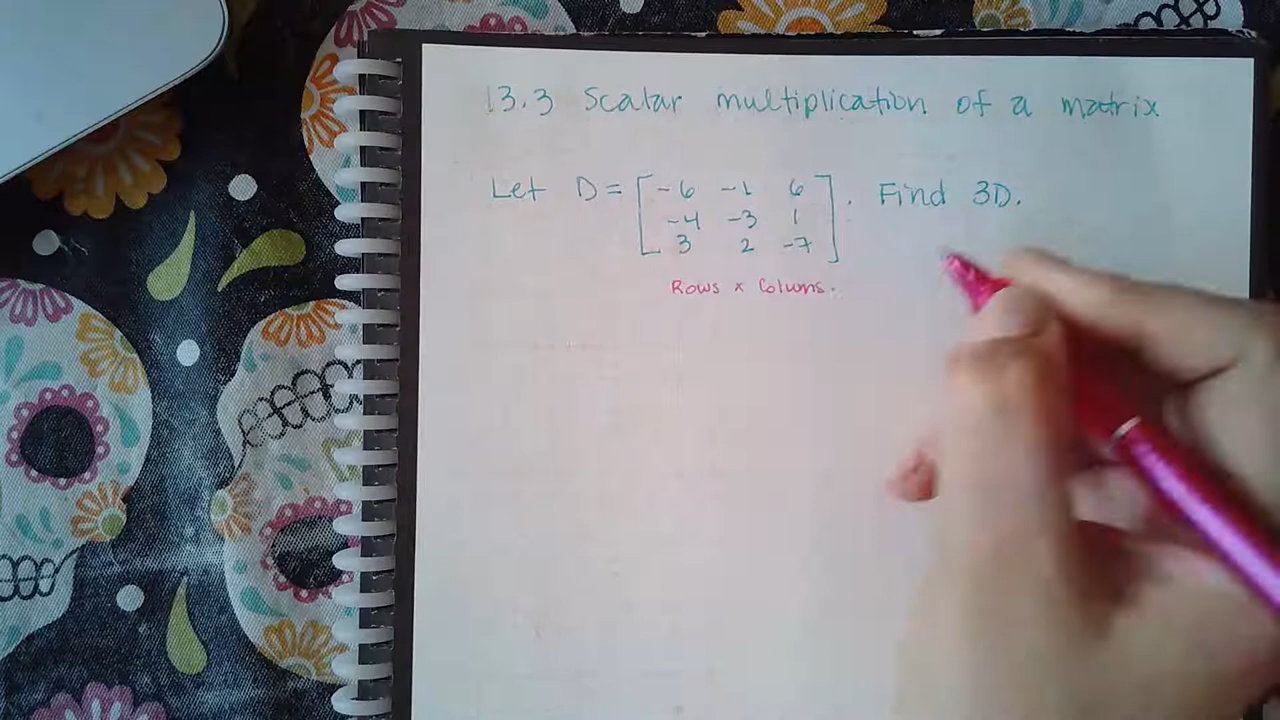 13.3 Scalar multiplication of a matrix
Let D = [ -6 -1 6 ]. Find 3D.
-4 -3 1
3 2 -7
Rows x Colums.